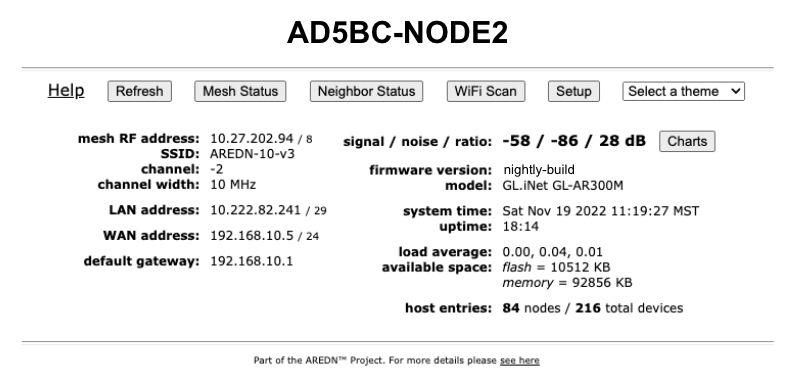 AD5BC-NODE2
Help Refresh Mesh Status Neighbor Status WiFi Scan Setup Select a theme
mesh RF address: 10.27.202.94 / 8
SSID: AREDN-10-v3
channel: -2
channel width: 10 MHz
LAN address: 10.222.82.241 / 29
WAN address: 192.168.10.5 / 24
default gateway: 192.168.10.1
signal / noise / ratio: -58 / -86 / 28 dB Charts
firmware version: nightly-build
model: GL.iNet GL-AR300M
system time: Sat Nov 19 2022 11:19:27 MST
uptime: 18:14
load average: 0.00, 0.04, 0.01
available space: flash = 10512 KB
memory = 92856 KB
host entries: 84 nodes / 216 total devices
Part of the AREDN™ Project. For more details please see here